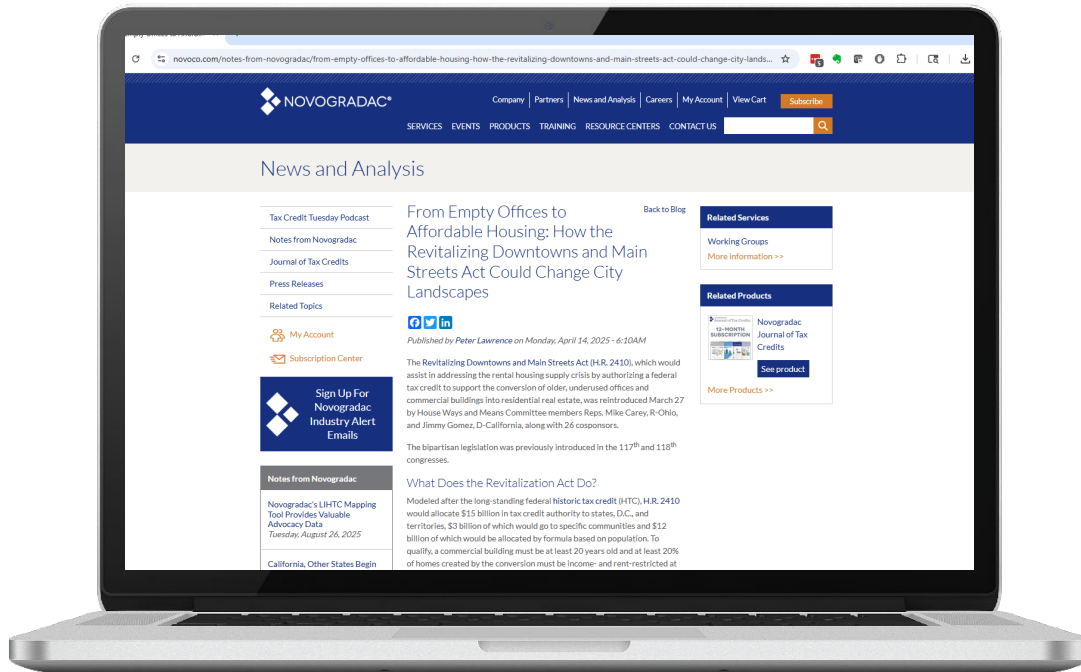 novoco.com/notes-from-novogradac/from-empty-offices-to-affordable-housing-how-the-revitalizing-downtowns-and-main-streets-act-could-change-city-lands...
NOVOGRADAC®
Company | Partners | News and Analysis | Careers | My Account | View Cart
Subscribe
SERVICES EVENTS PRODUCTS TRAINING RESOURCE CENTERS CONTACT US
News and Analysis
Tax Credit Tuesday Podcast
Notes from Novogradac
Journal of Tax Credits
Press Releases
Related Topics
My Account
Subscription Center
Sign Up For
Novogradac
Industry Alert
Emails
Notes from Novogradac
Novogradac's LIHTC Mapping
Tool Provides Valuable
Advocacy Data
Tuesday, August 26, 2025
California, Other States Begin
Back to Blog
From Empty Offices to
Affordable Housing: How the
Revitalizing Downtowns and Main
Streets Act Could Change City
Landscapes
Published by Peter Lawrence on Monday, April 14, 2025 - 6:10AM
The Revitalizing Downtowns and Main Streets Act (H.R. 2410), which would
assist in addressing the rental housing supply crisis by authorizing a federal
tax credit to support the conversion of older, underused offices and
commercial buildings into residential real estate, was reintroduced March 27
by House Ways and Means Committee members Reps. Mike Carey, R-Ohio,
and Jimmy Gomez, D-California, along with 26 cosponsors.
The bipartisan legislation was previously introduced in the 117th and 118th
congresses.
What Does the Revitalization Act Do?
Modeled after the long-standing federal historic tax credit (HTC), H.R. 2410
would allocate $15 billion in tax credit authority to states, D.C., and
territories, $3 billion of which would go to specific communities and $12
billion of which would be allocated by formula based on population. To
qualify, a commercial building must be at least 20 years old and at least 20%
of homes created by the conversion must be income- and rent-restricted at
Related Services
Working Groups
More information >>
Related Products
12-MONTH
SUBSCRIPTION
Novogradac
Journal of Tax
Credits
See product
More Products >>